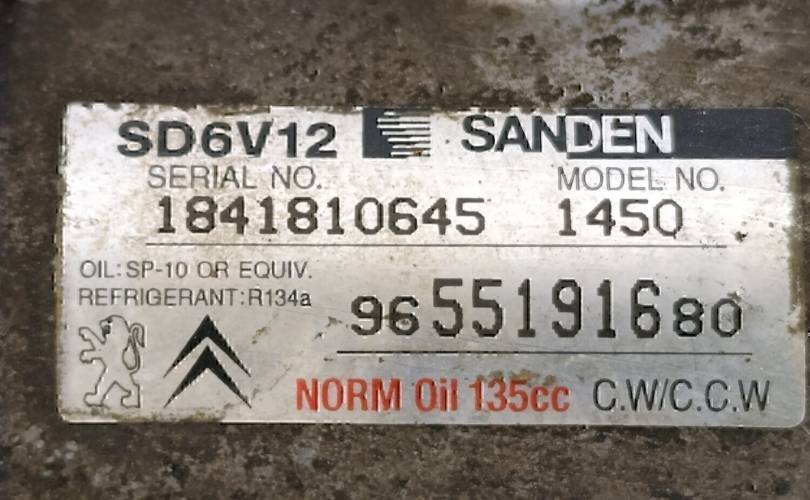 SD6V12 SANDEN
SERIAL NO. MODEL NO.
1841810645 1450
OIL:SP-10 OR EQUIV.
REFRIGERANT:R134a
9655191680
NORM Oil 135cc C.W/C.C.W